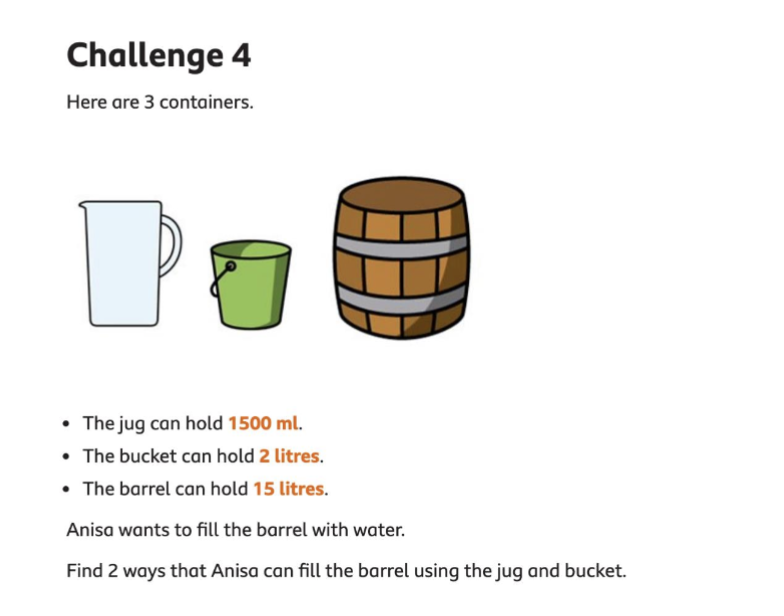 Challenge 4
Here are 3 containers.
• The jug can hold 1500 ml.
• The bucket can hold 2 litres.
• The barrel can hold 15 litres.
Anisa wants to fill the barrel with water.
Find 2 ways that Anisa can fill the barrel using the jug and bucket.